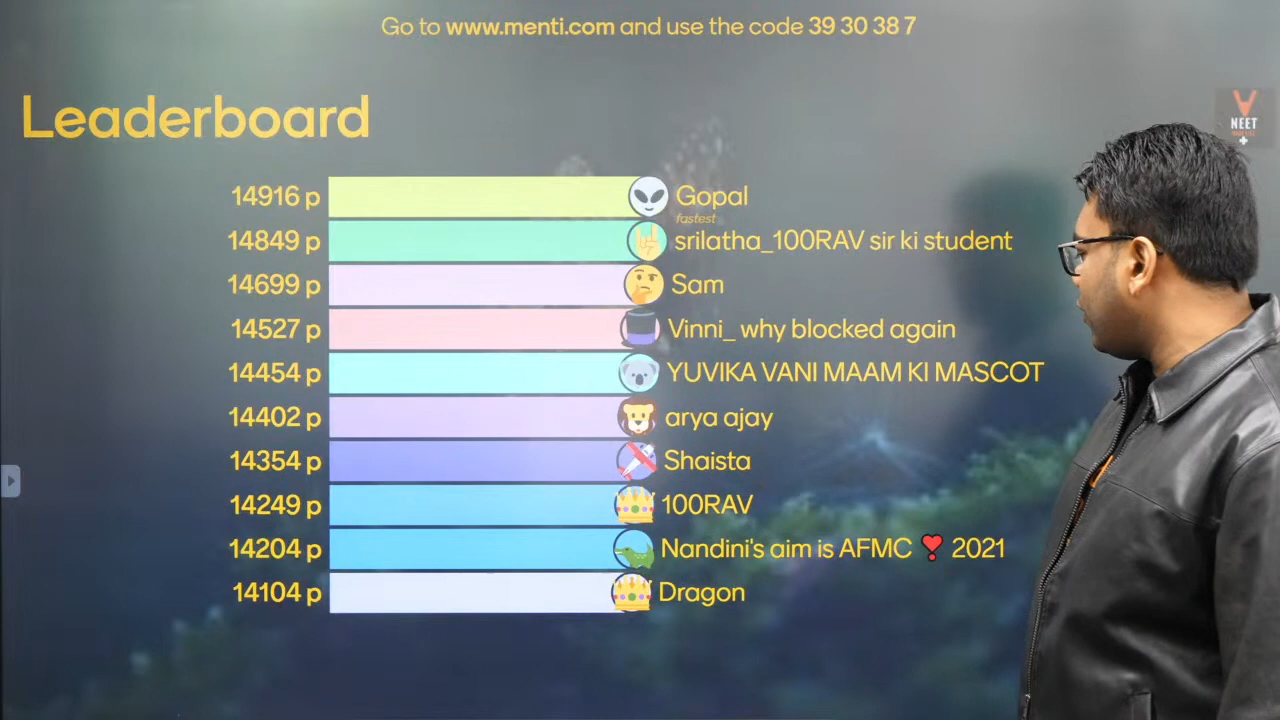 Go to www.menti.com and use the code 39 30 38 7
Leaderboard
NEET
14916 p Gopal
fastest
14849 p srilatha_100RAV sir ki student
14699 p Sam
14527 p Vinni_ why blocked again
14454 p YUVIKA VANI MAAM KI MASCOT
14402 p arya ajay
14354 p Shaista
14249 p 100RAV
14204 p Nandini's aim is AFMC ❣️ 2021
14104 p Dragon